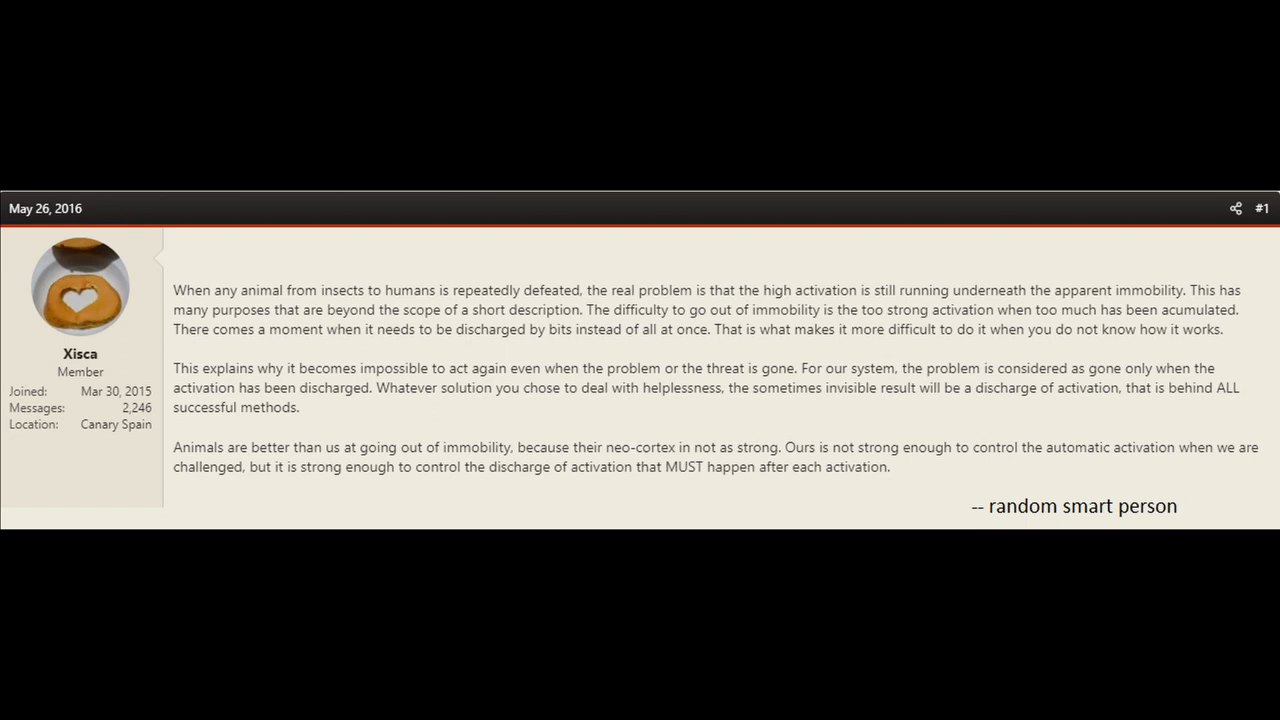 May 26, 2016
#1
Xisca
Member
Joined: Mar 30, 2015
Messages: 2,246
Location: Canary Spain
When any animal from insects to humans is repeatedly defeated, the real problem is that the high activation is still running underneath the apparent immobility. This has
many purposes that are beyond the scope of a short description. The difficulty to go out of immobility is the too strong activation when too much has been acumulated.
There comes a moment when it needs to be discharged by bits instead of all at once. That is what makes it more difficult to do it when you do not know how it works.
This explains why it becomes impossible to act again even when the problem or the threat is gone. For our system, the problem is considered as gone only when the
activation has been discharged. Whatever solution you chose to deal with helplessness, the sometimes invisible result will be a discharge of activation, that is behind ALL
successful methods.
Animals are better than us at going out of immobility, because their neo-cortex in not as strong. Ours is not strong enough to control the automatic activation when we are
challenged, but it is strong enough to control the discharge of activation that MUST happen after each activation.
-- random smart person